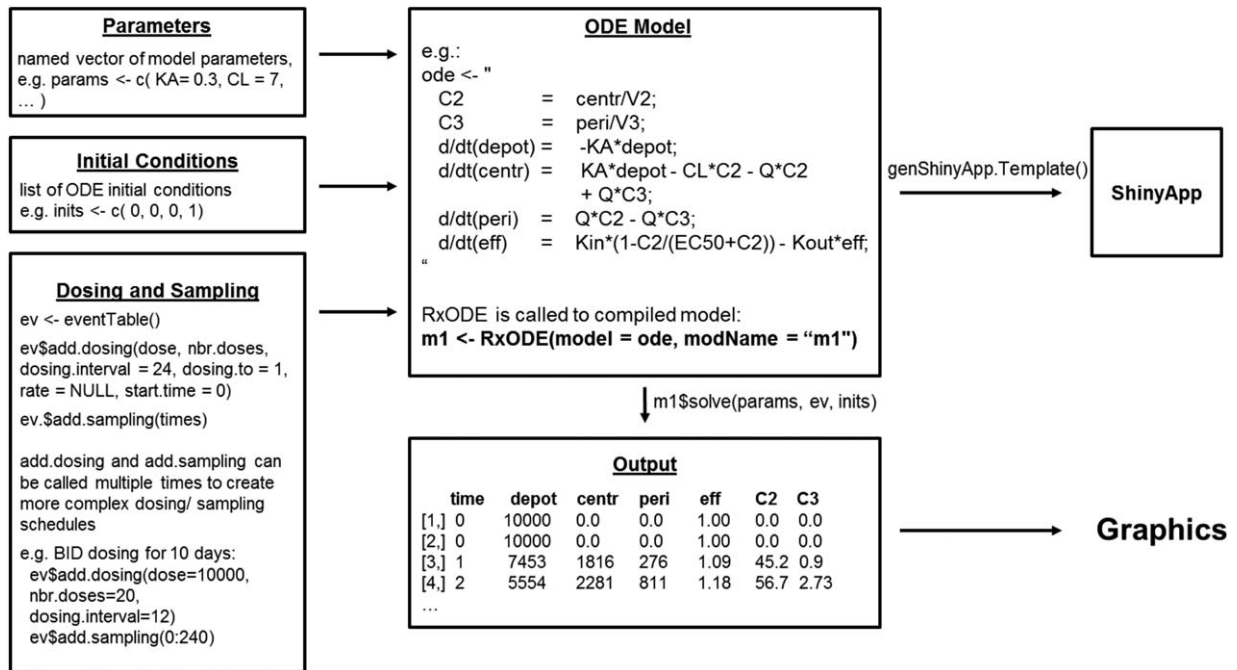 Parameters
named vector of model parameters,
e.g. params <- c( KA= 0.3, CL = 7,
... )
Initial Conditions
list of ODE initial conditions
e.g. inits <- c( 0, 0, 0, 1)
Dosing and Sampling
ev <- eventTable()
ev$add.dosing(dose, nbr.doses,
dosing.interval = 24, dosing.to = 1,
rate = NULL, start.time = 0)
ev.$add.sampling(times)
add.dosing and add.sampling can
be called multiple times to create
more complex dosing/ sampling
schedules
e.g. BID dosing for 10 days:
ev$add.dosing(dose=10000,
nbr.doses=20,
dosing.interval=12)
ev$add.sampling(0:240)
ODE Model
e.g.:
ode <- "
C2 = centr/V2;
C3 = peri/V3;
d/dt(depot) = -KA*depot;
d/dt(centr) = KA*depot - CL*C2 - Q*C2
+ Q*C3;
d/dt(peri) = Q*C2 - Q*C3;
d/dt(eff) = Kin*(1-C2/(EC50+C2)) - Kout*eff;
“
RxODE is called to compiled model:
m1 <- RxODE(model = ode, modName = “m1")
m1$solve(params, ev, inits)
Output
time depot centr peri eff C2 C3
[1,] 0 10000 0.0 0.0 1.00 0.0 0.0
[2,] 0 10000 0.0 0.0 1.00 0.0 0.0
[3,] 1 7453 1816 276 1.09 45.2 0.9
[4,] 2 5554 2281 811 1.18 56.7 2.73
...
genShinyApp.Template()
ShinyApp
Graphics